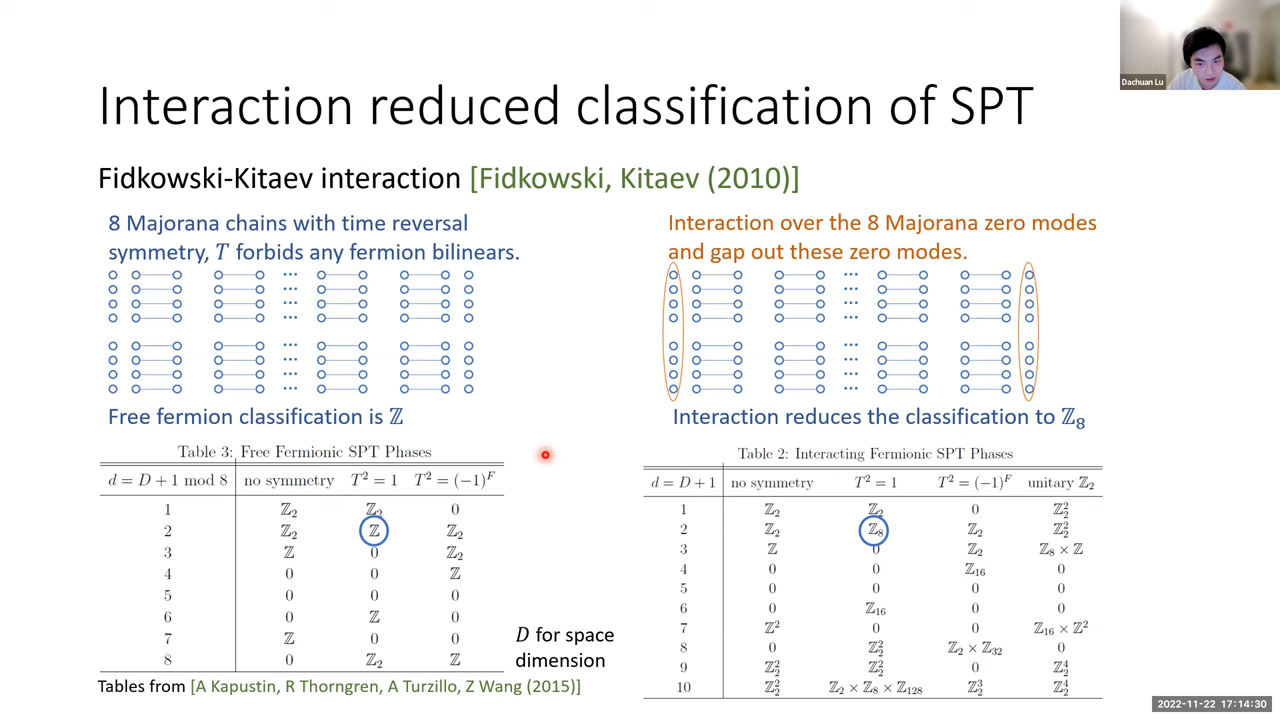 Dachuan Lu
Interaction reduced classification of SPT
Fidkowski-Kitaev interaction [Fidkowski, Kitaev (2010)]
8 Majorana chains with time reversal
symmetry, T forbids any fermion bilinears.
Free fermion classification is ℤ
Interaction over the 8 Majorana zero modes
and gap out these zero modes.
Interaction reduces the classification to ℤ₈
Table 3: Free Fermionic SPT Phases
d = D + 1 mod 8 no symmetry T² = 1 T² = (−1)^F
1 ℤ₂ ℤ₂ 0
2 ℤ₂ ℤ ℤ₂
3 ℤ 0 ℤ₂
4 0 0 ℤ
5 0 0 0
6 0 ℤ 0
7 ℤ 0 0
8 0 ℤ₂ ℤ
Tables from [A Kapustin, R Thorngren, A Turzillo, Z Wang (2015)]
D for space
dimension
Table 2: Interacting Fermionic SPT Phases
d = D + 1 no symmetry T² = 1 T² = (−1)^F unitary ℤ₂
1 ℤ₂ ℤ₂ 0 ℤ₂²
2 ℤ₂ ℤ₈ ℤ₂ ℤ₂²
3 ℤ 0 ℤ₂ ℤ₈ × ℤ
4 0 0 ℤ₁₆ 0
5 0 0 0 0
6 0 ℤ₁₆ 0 0
7 ℤ² 0 0 ℤ₁₆ × ℤ²
8 0 ℤ₂² ℤ₂ × ℤ₃₂ 0
9 ℤ₂² ℤ₂² 0 ℤ₂⁴
10 ℤ₂² ℤ₂ × ℤ₈ × ℤ₁₂₈ ℤ₂³ ℤ₂⁴
2022-11-22 17:14:30